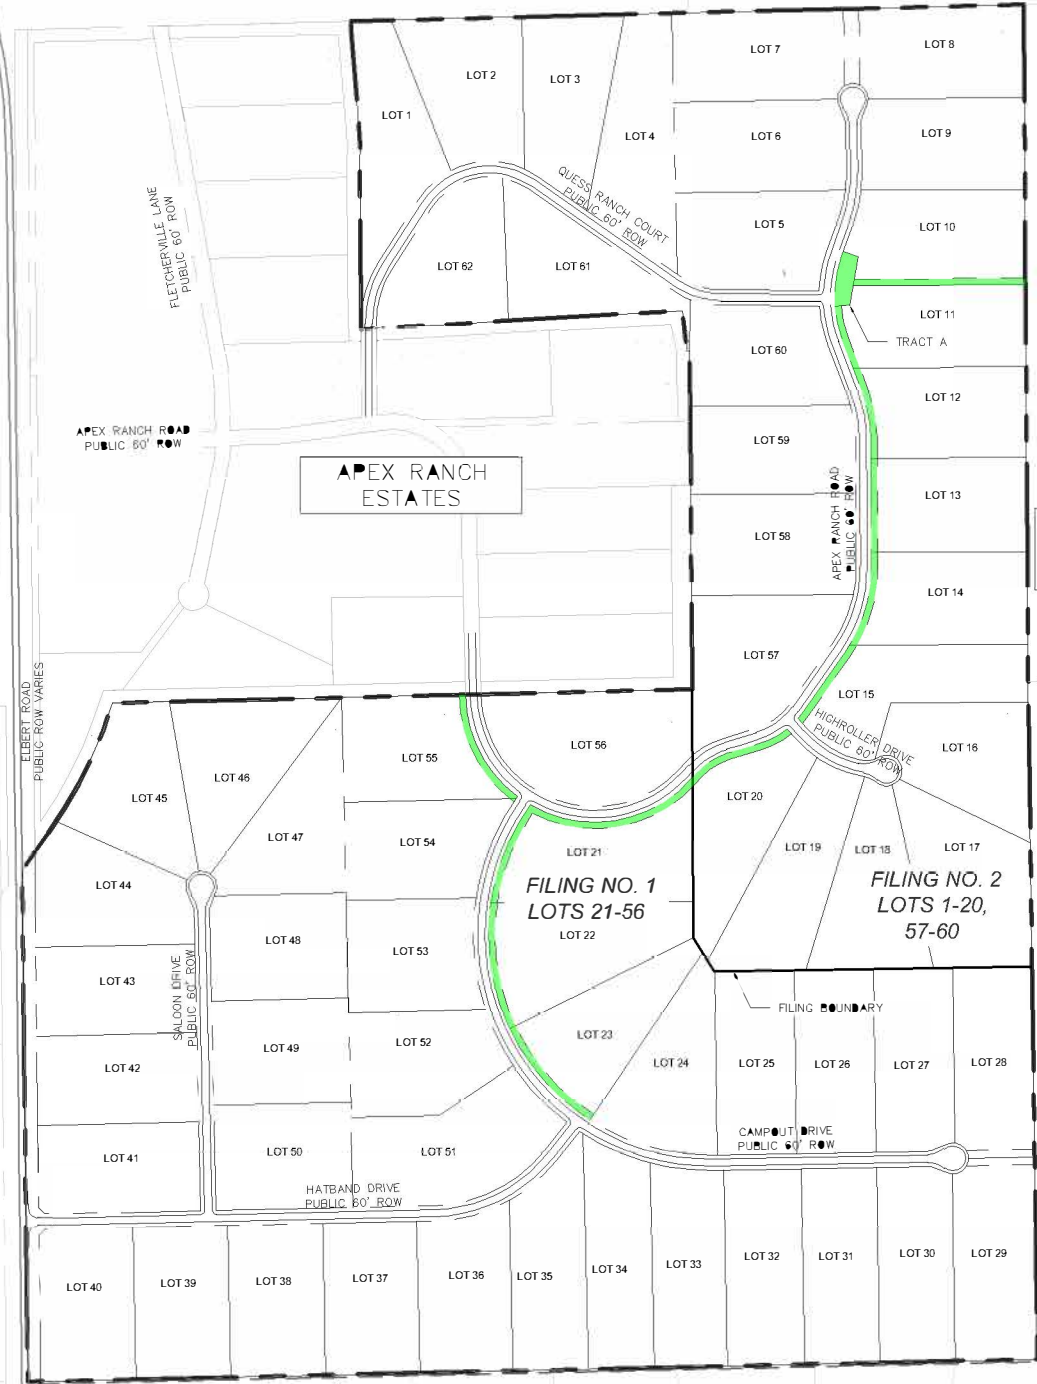 LOT 1
LOT 2
LOT 3
LOT 4
LOT 7
LOT 8
LOT 6
LOT 9
QUESS RANCH COURT
PUBLIC 60' ROW
FLETCHERVILLE LANE
PUBLIC 60' ROW
LOT 5
LOT 10
LOT 62
LOT 61
LOT 11
TRACT A
LOT 60
LOT 12
APEX RANCH ROAD
PUBLIC 60' ROW
LOT 59
APEX RANCH
ESTATES
APEX RANCH ROAD
PUBLIC 60' ROW
LOT 13
LOT 58
LOT 14
LOT 57
LOT 15
ELBERT ROAD
PUBLIC ROW VARIES
HIGHROLLER DRIVE
PUBLIC 60' ROW
LOT 16
LOT 56
LOT 55
LOT 46
LOT 45
LOT 20
LOT 47
LOT 54
LOT 21
LOT 19
LOT 18
LOT 17
LOT 44
FILING NO. 1
LOTS 21-56
FILING NO. 2
LOTS 1-20,
57-60
LOT 48
LOT 53
LOT 22
LOT 43
SALOON DRIVE
PUBLIC 60' ROW
FILING BOUNDARY
LOT 49
LOT 52
LOT 23
LOT 42
LOT 24
LOT 25
LOT 26
LOT 27
LOT 28
CAMPOUT DRIVE
PUBLIC 60' ROW
LOT 41
LOT 50
LOT 51
HATBAND DRIVE
PUBLIC 60' ROW
LOT 40
LOT 39
LOT 38
LOT 37
LOT 36
LOT 35
LOT 34
LOT 33
LOT 32
LOT 31
LOT 30
LOT 29